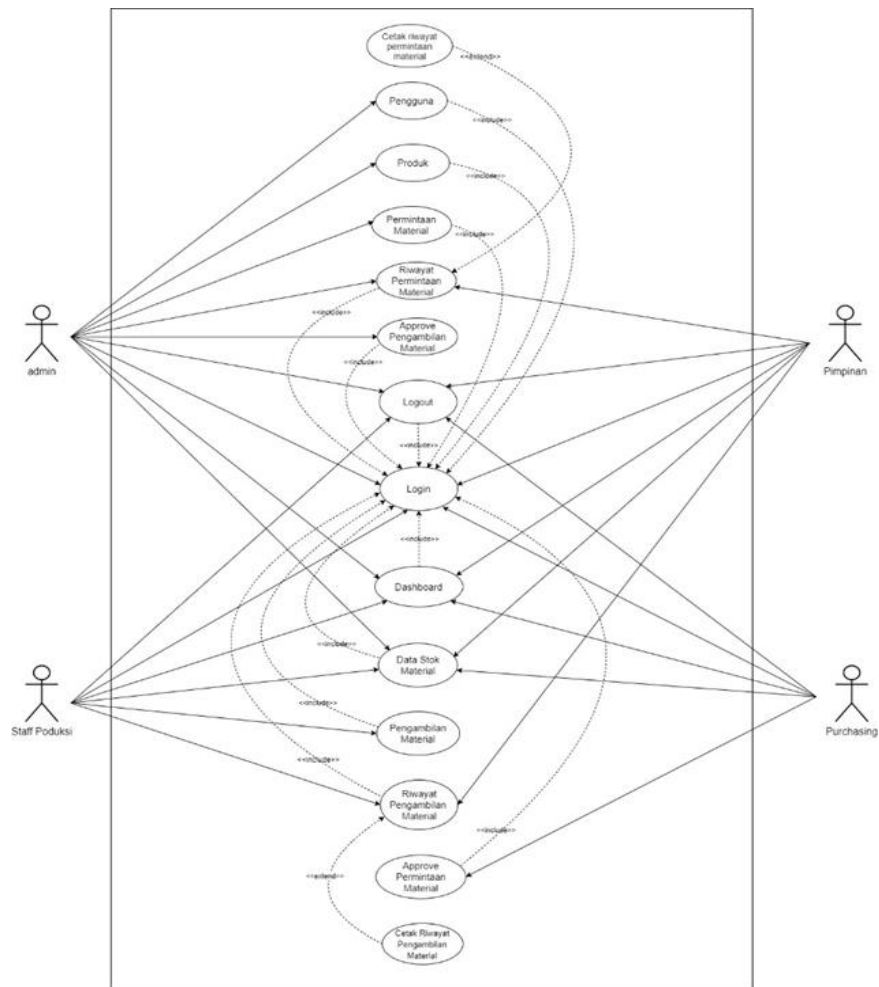 Cetak riwayat
permintaan
material
<<extend>>
Pengguna
<<include>>
Produk
<<include>>
Permintaan
Material
<<include>>
Riwayat
Permintaan
Material
<<include>>
Approve
Pengambilan
Material
<<include>>
admin
Pimpinan
Logout
<<include>>
Login
<<include>>
Dashboard
Data Stok
Material
<<include>>
Staff Poduksi
Purchasing
Pengambilan
Material
<<include>>
Riwayat
Pengambilan
Material
<<include>>
<<include>>
Approve
Permintaan
Material
<<extend>>
Cetak Riwayat
Pengambilan
Material